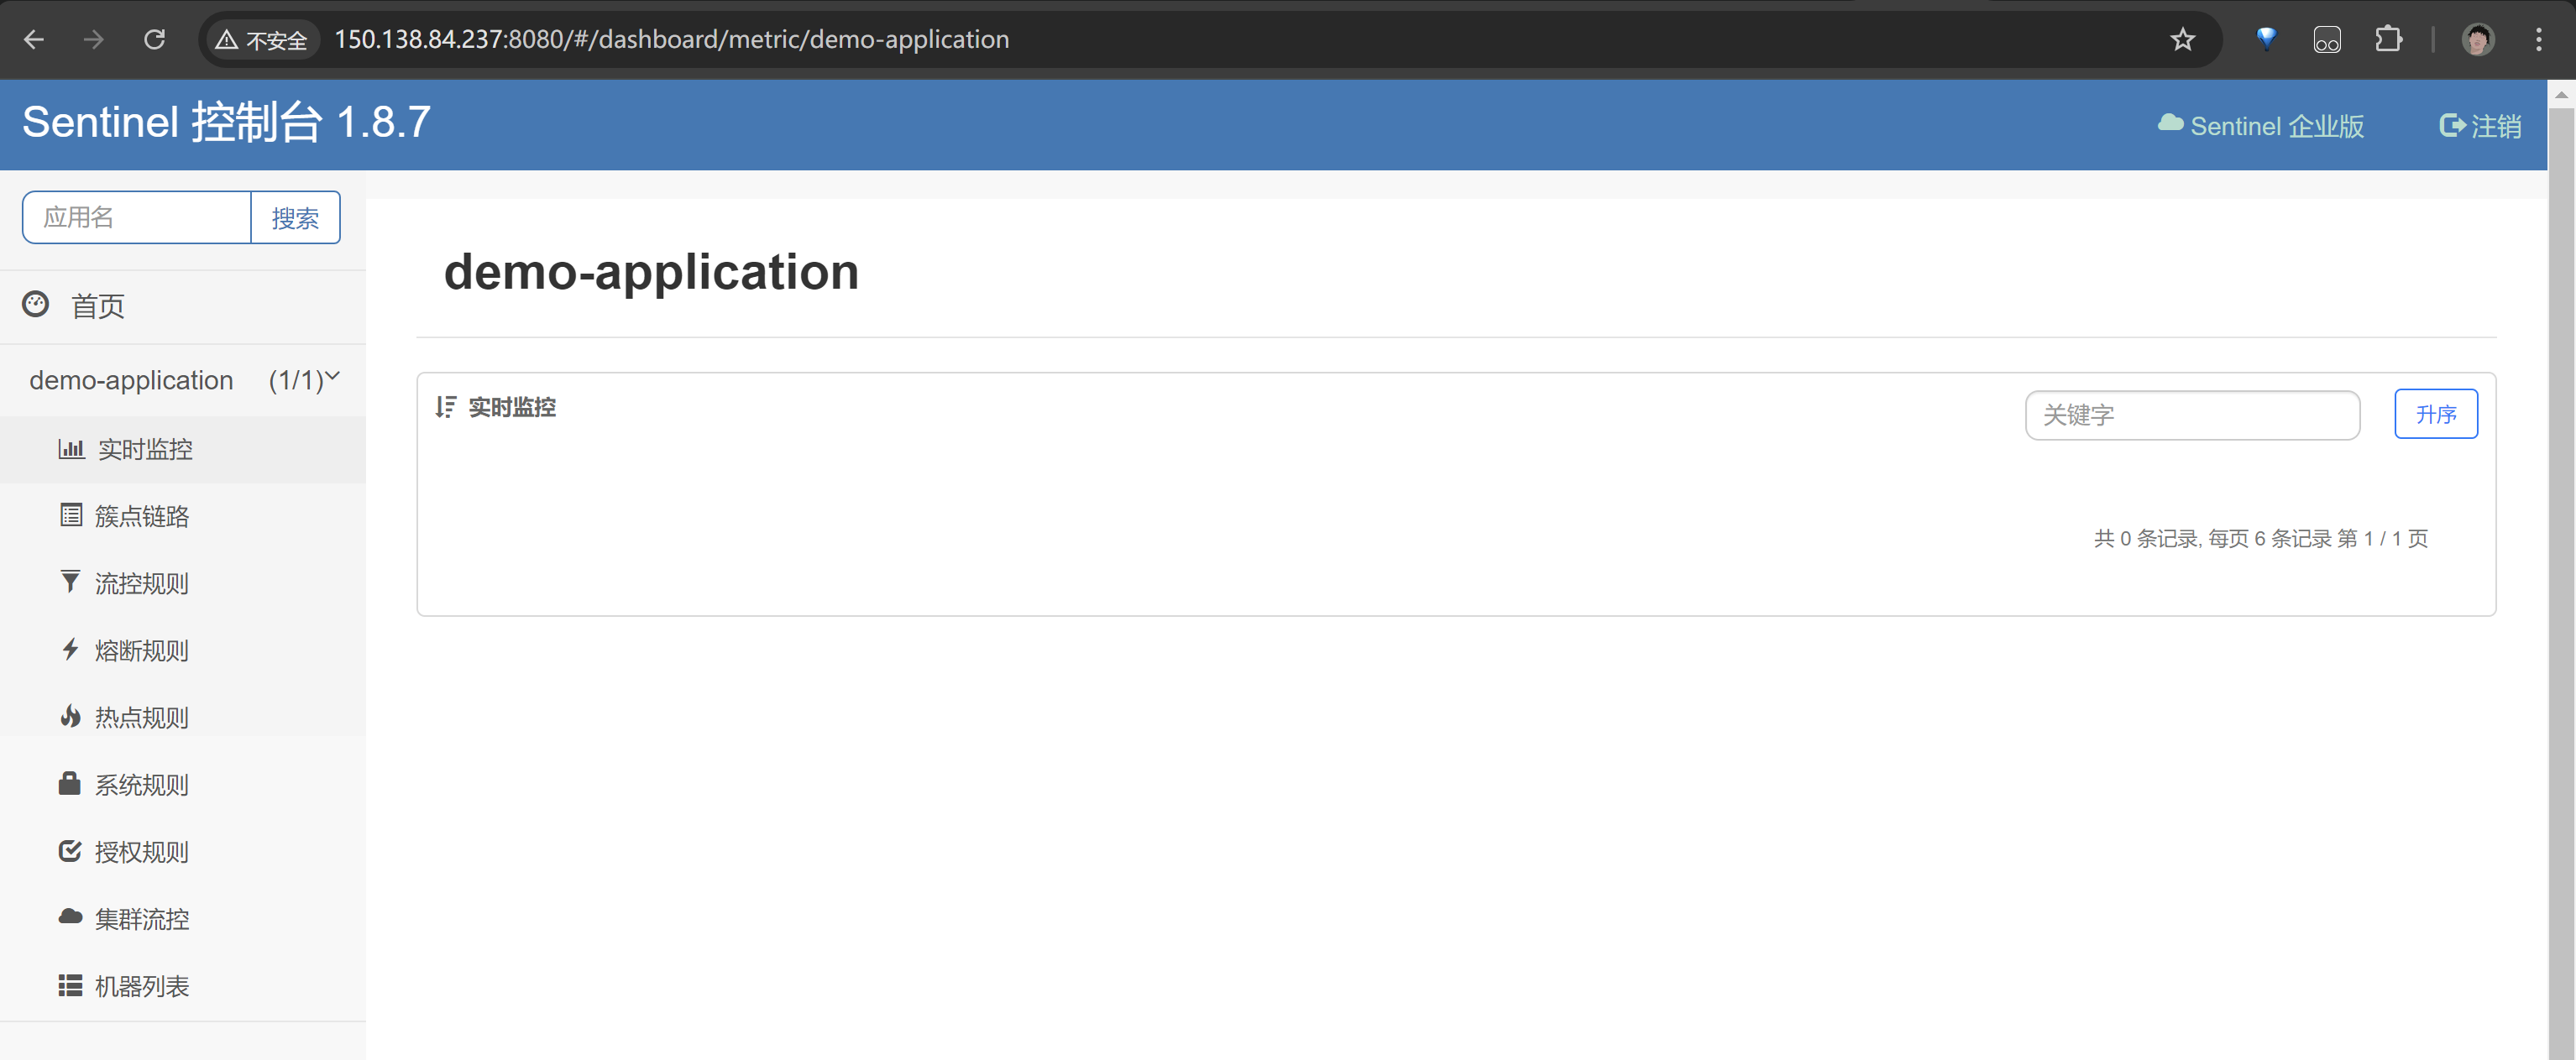 不安全 150.138.84.237:8080/#/dashboard/metric/demo-application
Sentinel 控制台 1.8.7
Sentinel 企业版 注销
应用名 搜索
首页
demo-application (1/1)
实时监控
簇点链路
流控规则
熔断规则
热点规则
系统规则
授权规则
集群流控
机器列表
demo-application
实时监控 关键字 升序
共 0 条记录, 每页 6 条记录 第 1 / 1 页